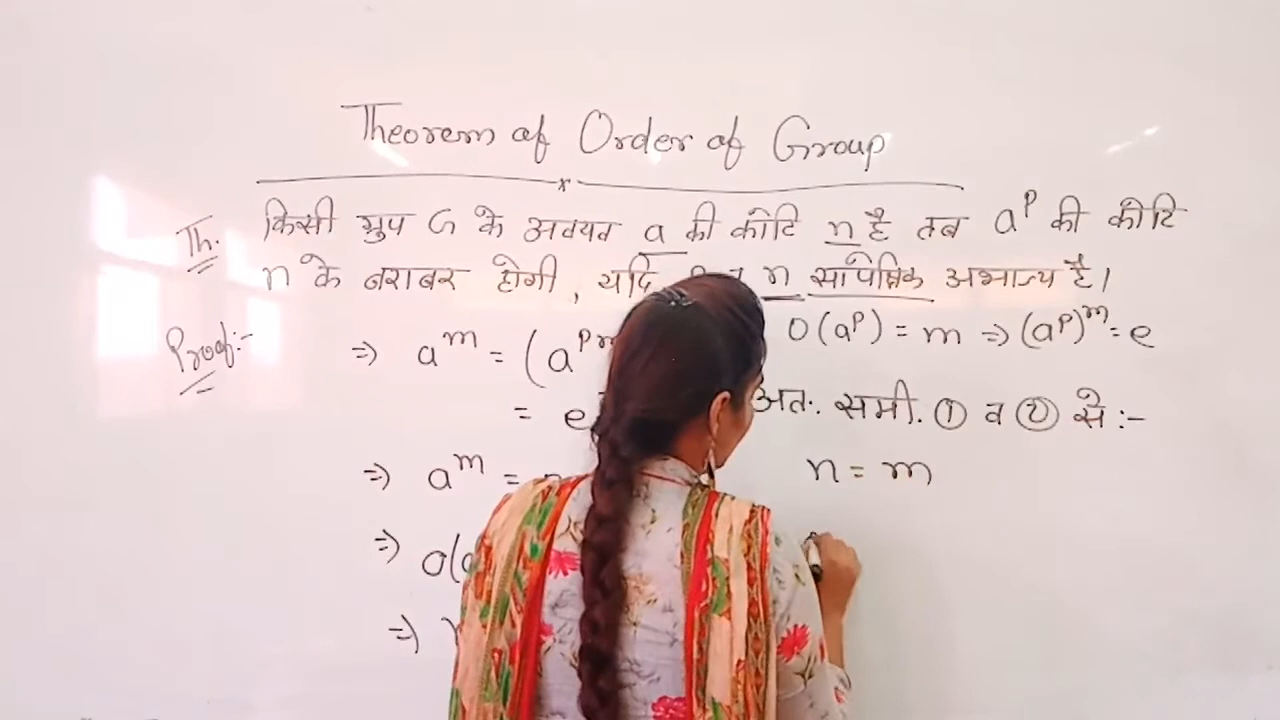 Theorem of Order of Group
Th. किसी ग्रुप G के अवयव a की कोटि n है तब a^p की कोटि
n के बराबर होगी, यदि n सापेक्षिक अभाज्य है।
Proof:-
⇒ a^m = (a^p
= e
⇒ a^m =
⇒ o(
⇒
O(a^p) = m ⇒ (a^p)^m = e
अतः समी. ① व ② से :-
n = m